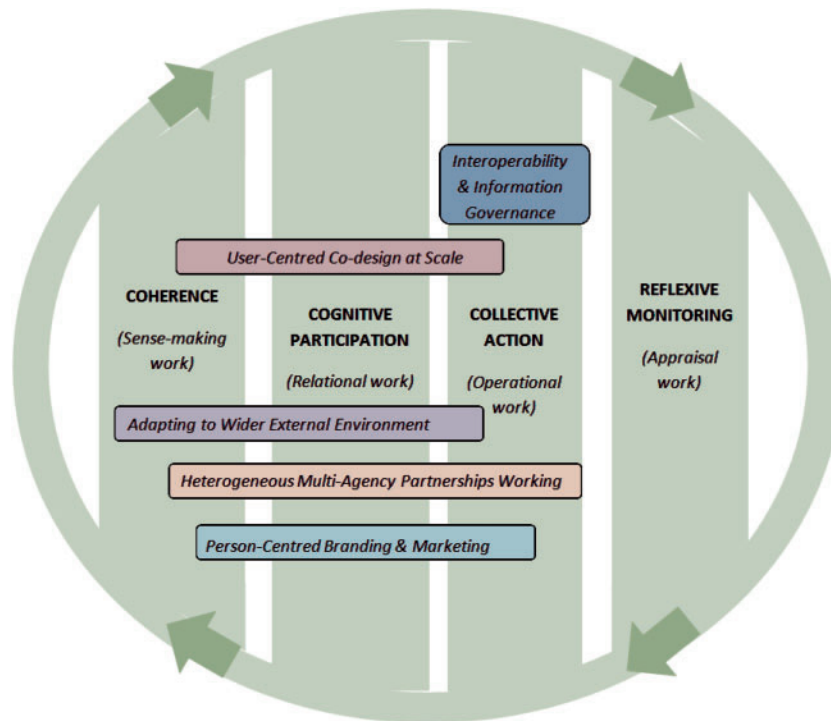 Interoperability
& Information
Governance
User-Centred Co-design at Scale
COHERENCE
(Sense-making
work)
COGNITIVE
PARTICIPATION
(Relational work)
COLLECTIVE
ACTION
(Operational
work)
REFLEXIVE
MONITORING
(Appraisal
work)
Adapting to Wider External Environment
Heterogeneous Multi-Agency Partnerships Working
Person-Centred Branding & Marketing